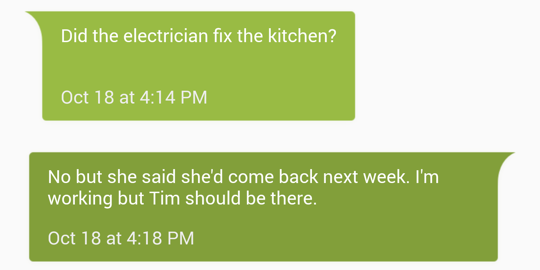 Did the electrician fix the kitchen?
Oct 18 at 4:14 PM
No but she said she'd come back next week. I'm
working but Tim should be there.
Oct 18 at 4:18 PM